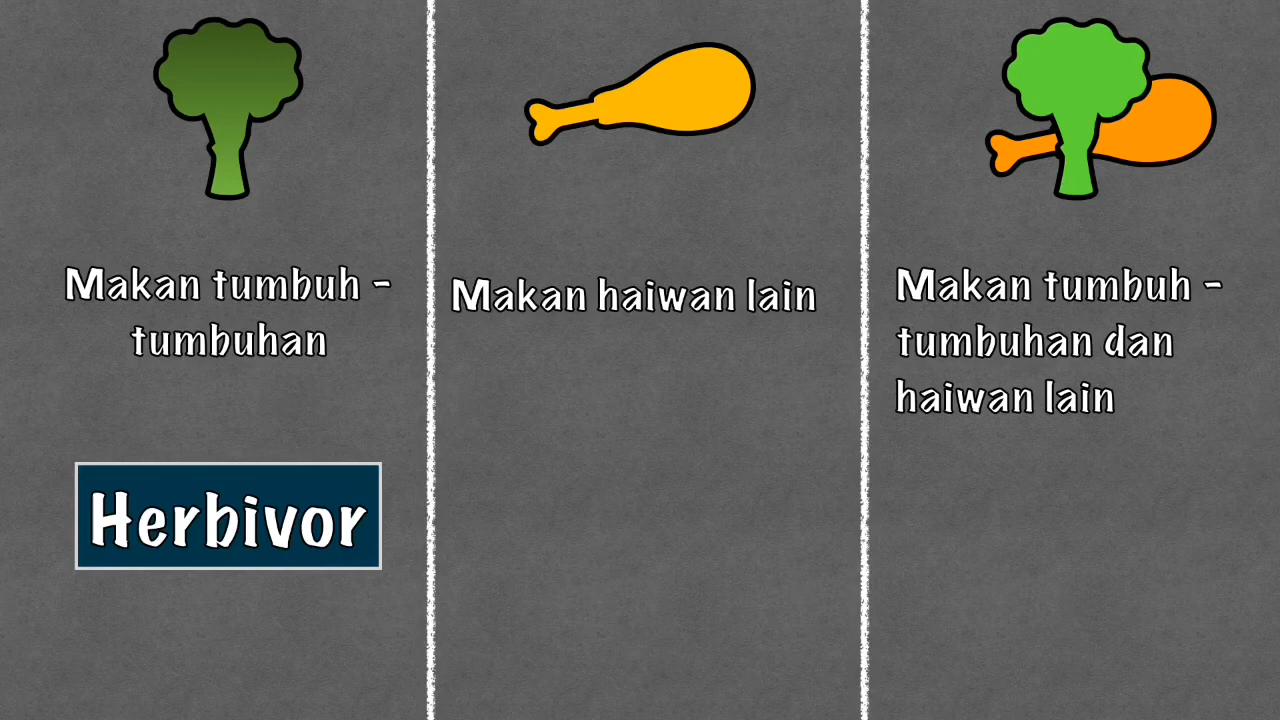 Makan tumbuh -
tumbuhan
Herbivor
Makan haiwan lain
Makan tumbuh -
tumbuhan dan
haiwan lain